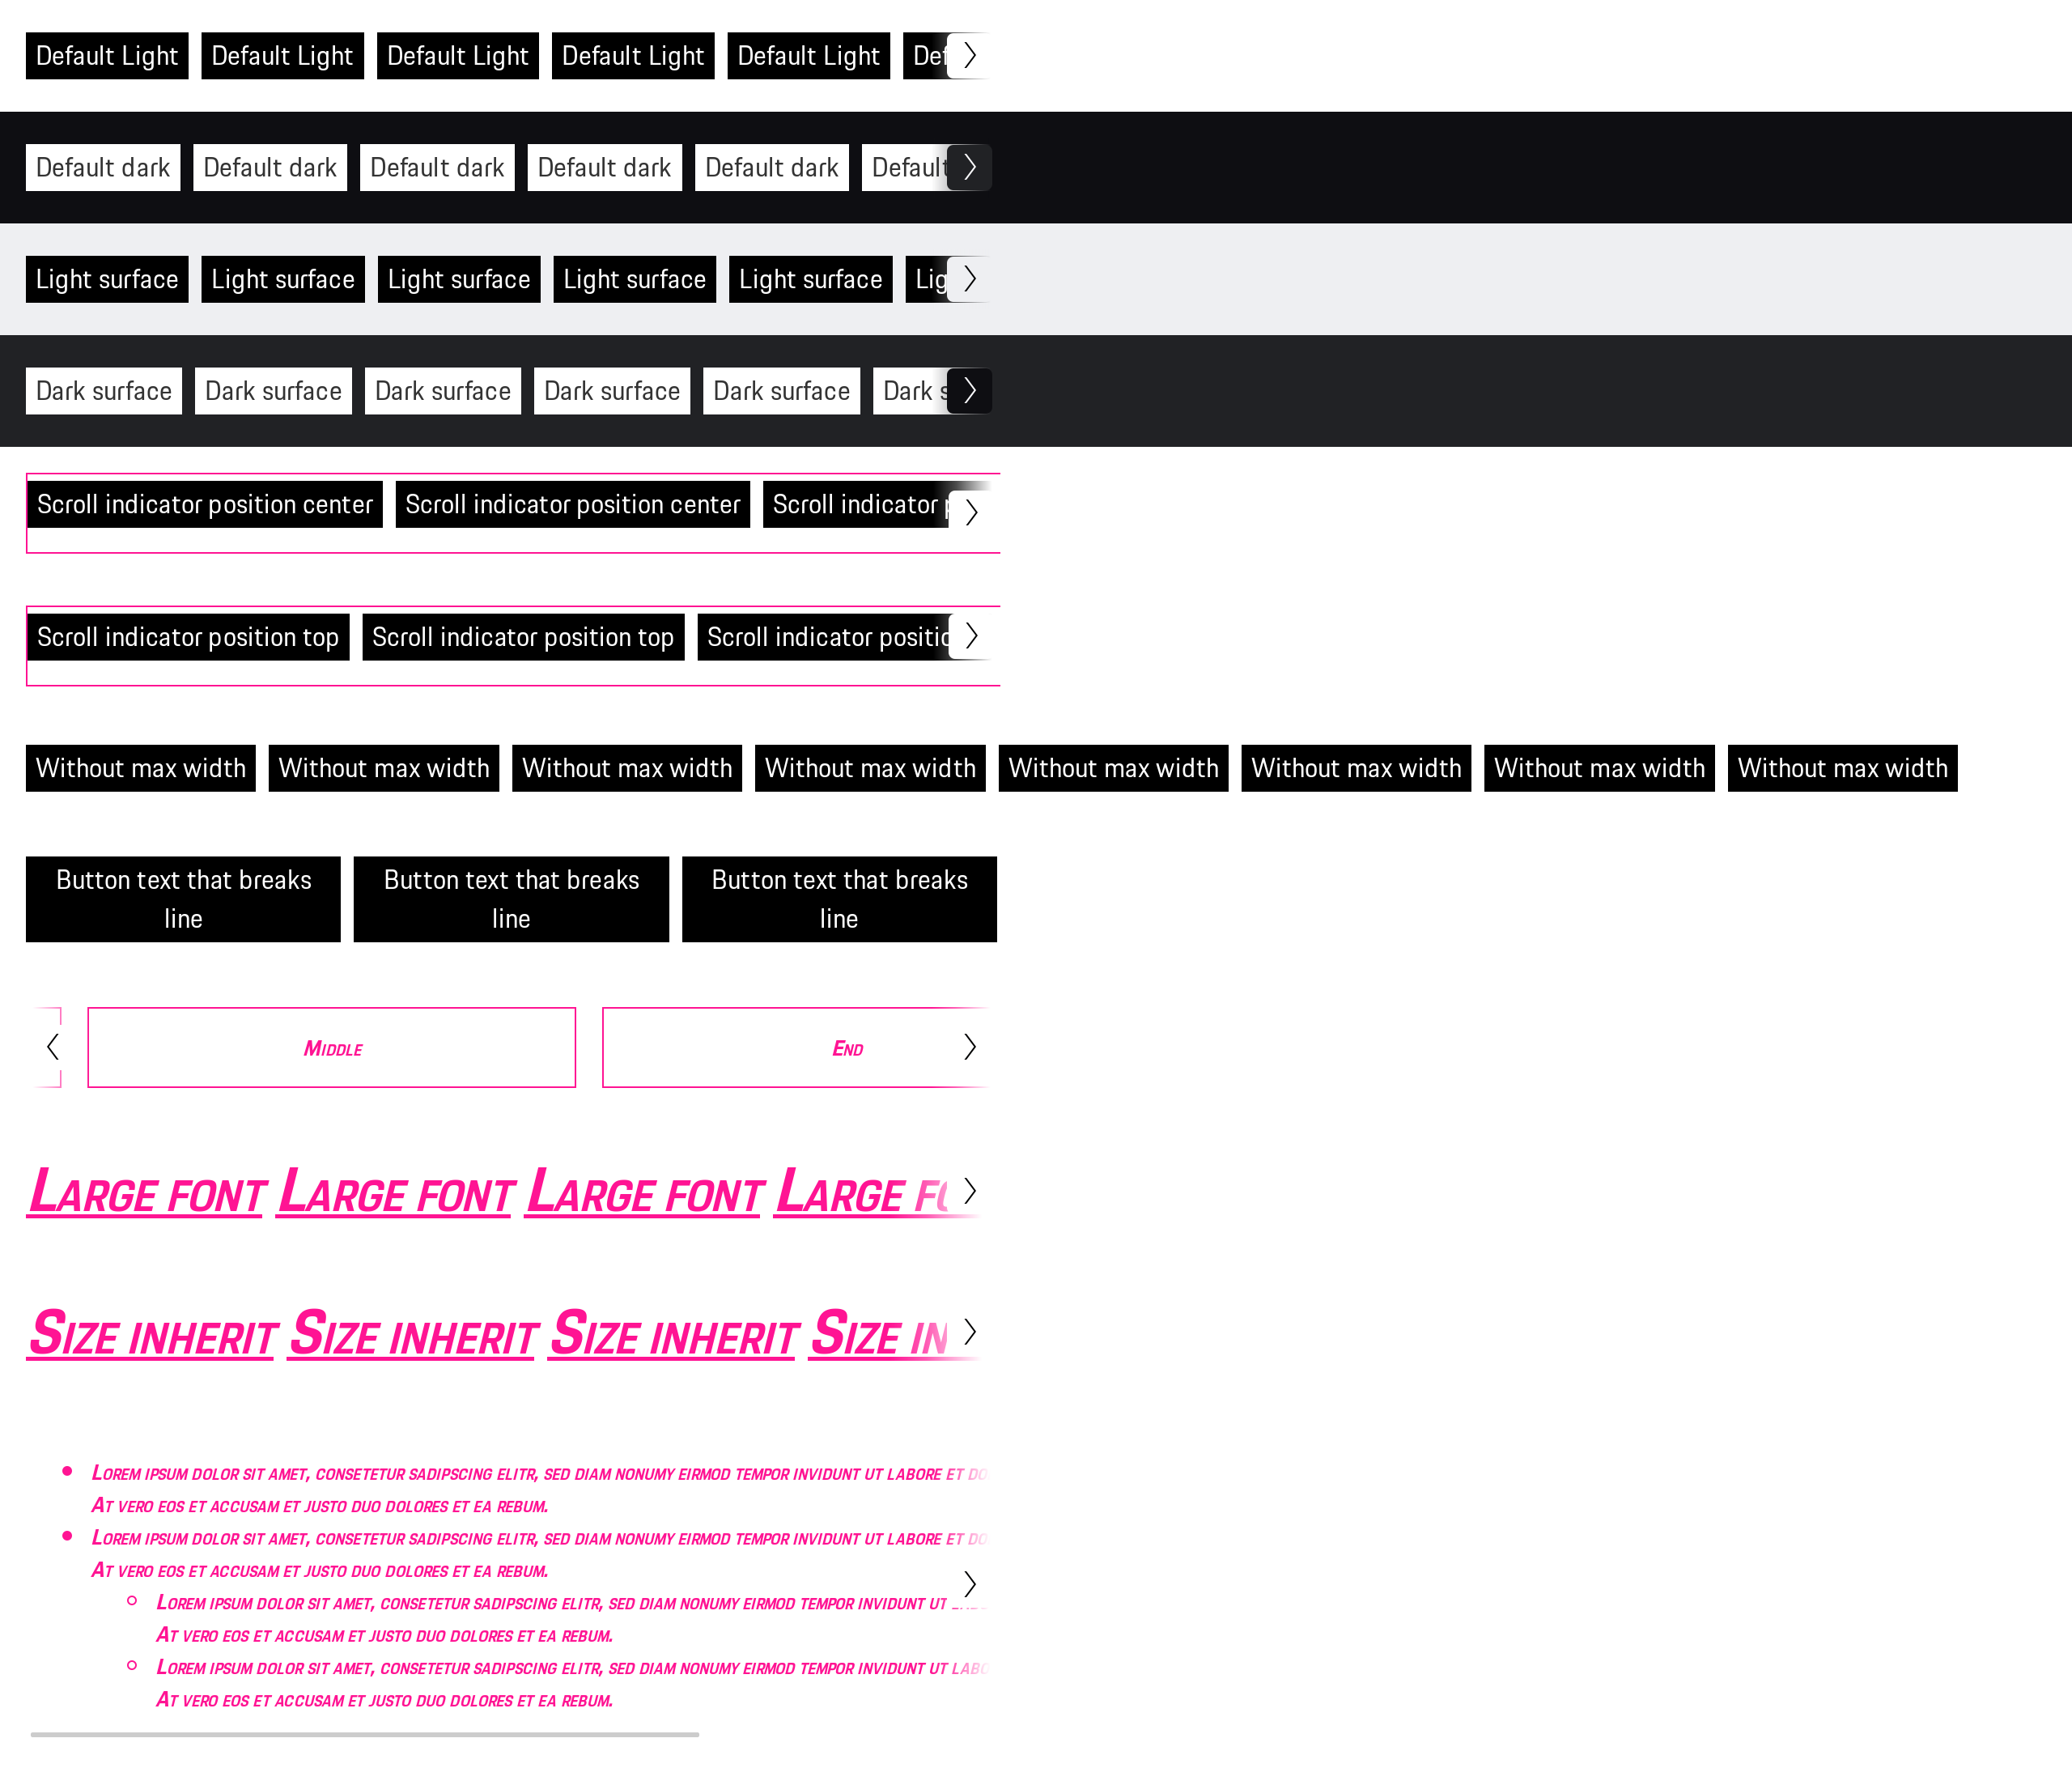 Default Light Default Light Default Light Default Light Default Light Def
Default dark Default dark Default dark Default dark Default dark Default
Light surface Light surface Light surface Light surface Light surface Lig
Dark surface Dark surface Dark surface Dark surface Dark surface Dark s
Scroll indicator position center Scroll indicator position center Scroll indicator p
Scroll indicator position top Scroll indicator position top Scroll indicator positio
Without max width Without max width Without max width Without max width Without max width Without max width Without max width Without max width
Button text that breaks line Button text that breaks line Button text that breaks line
Middle End
Large font Large font Large font Large fo
Size inherit Size inherit Size inherit Size in
Lorem ipsum dolor sit amet, consetetur sadipscing elitr, sed diam nonumy eirmod tempor invidunt ut labore et do
At vero eos et accusam et justo duo dolores et ea rebum.
Lorem ipsum dolor sit amet, consetetur sadipscing elitr, sed diam nonumy eirmod tempor invidunt ut labore et do
At vero eos et accusam et justo duo dolores et ea rebum.
Lorem ipsum dolor sit amet, consetetur sadipscing elitr, sed diam nonumy eirmod tempor invidunt ut
At vero eos et accusam et justo duo dolores et ea rebum.
Lorem ipsum dolor sit amet, consetetur sadipscing elitr, sed diam nonumy eirmod tempor invidunt ut labo
At vero eos et accusam et justo duo dolores et ea rebum.